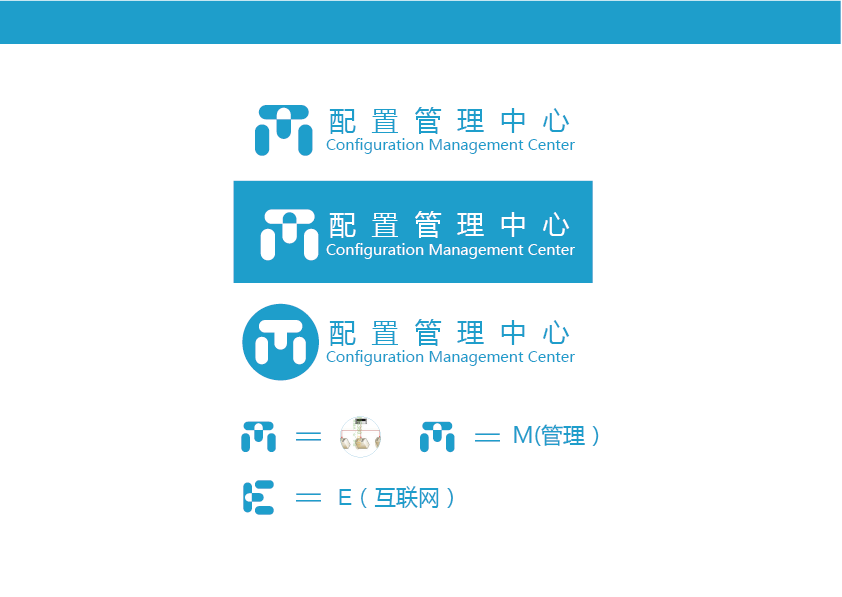 配置管理中心
Configuration Management Center
配置管理中心
Configuration Management Center
配置管理中心
Configuration Management Center
M(管理）
E（互联网）